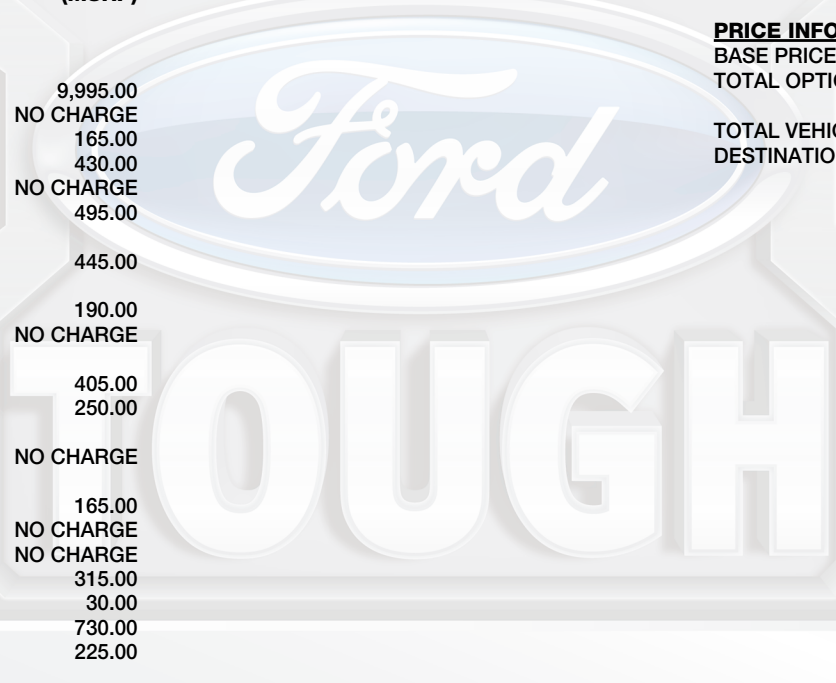 9,995.00
NO CHARGE
165.00
430.00
NO CHARGE
495.00
445.00
190.00
NO CHARGE
405.00
250.00
NO CHARGE
165.00
NO CHARGE
NO CHARGE
315.00
30.00
730.00
225.00
PRICE INFO
BASE PRICE
TOTAL OPTI
TOTAL VEHI
DESTINATIO
Ford
TOUGH